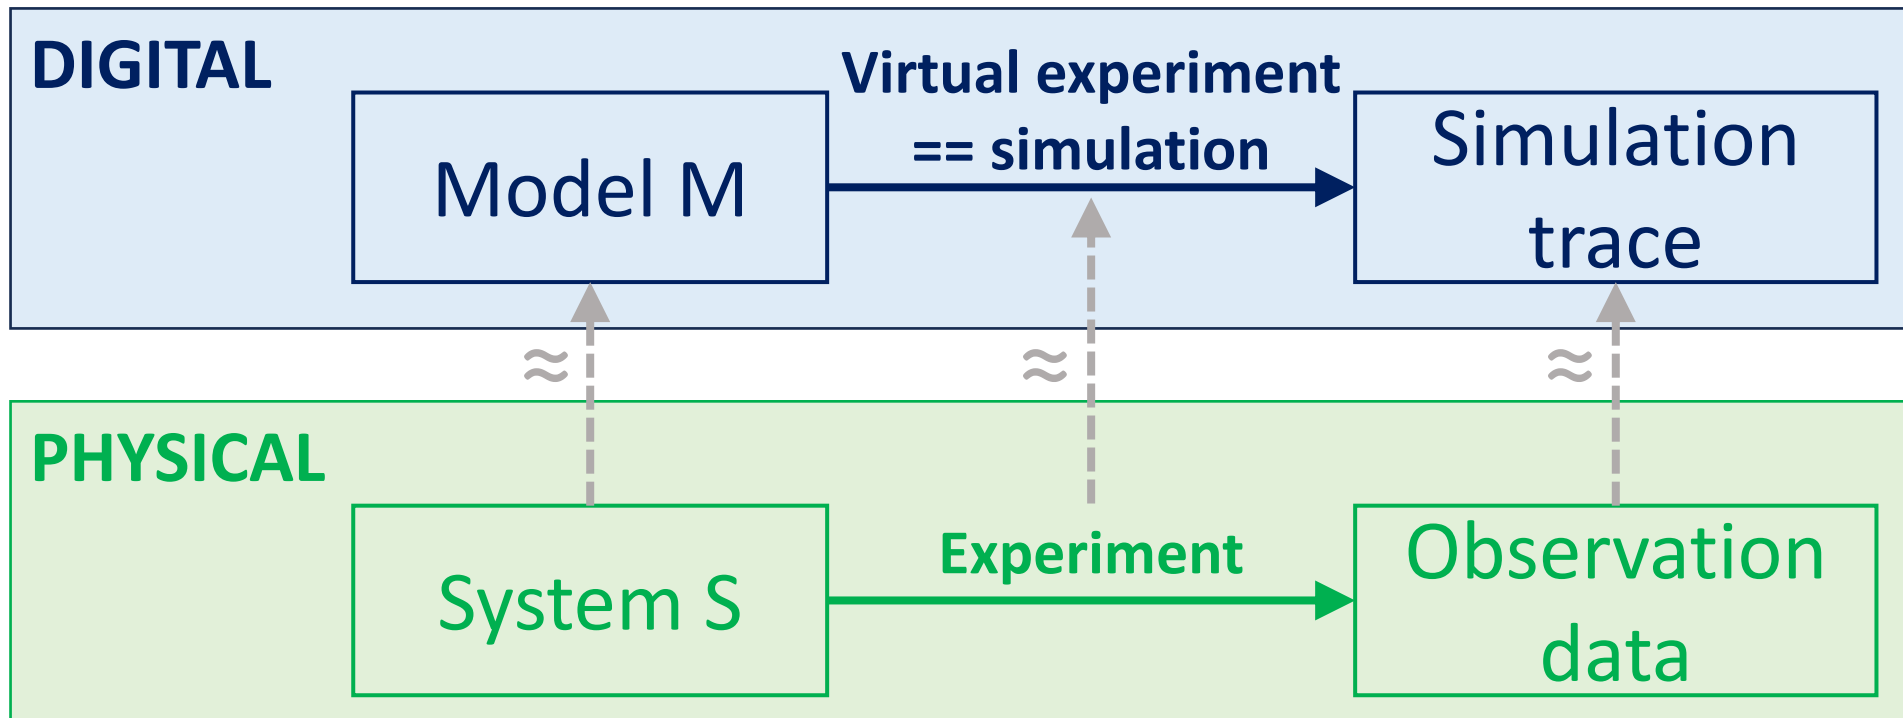 DIGITAL
Virtual experiment
== simulation
Model M
Simulation
trace
≈
≈
≈
PHYSICAL
Experiment
System S
Observation
data